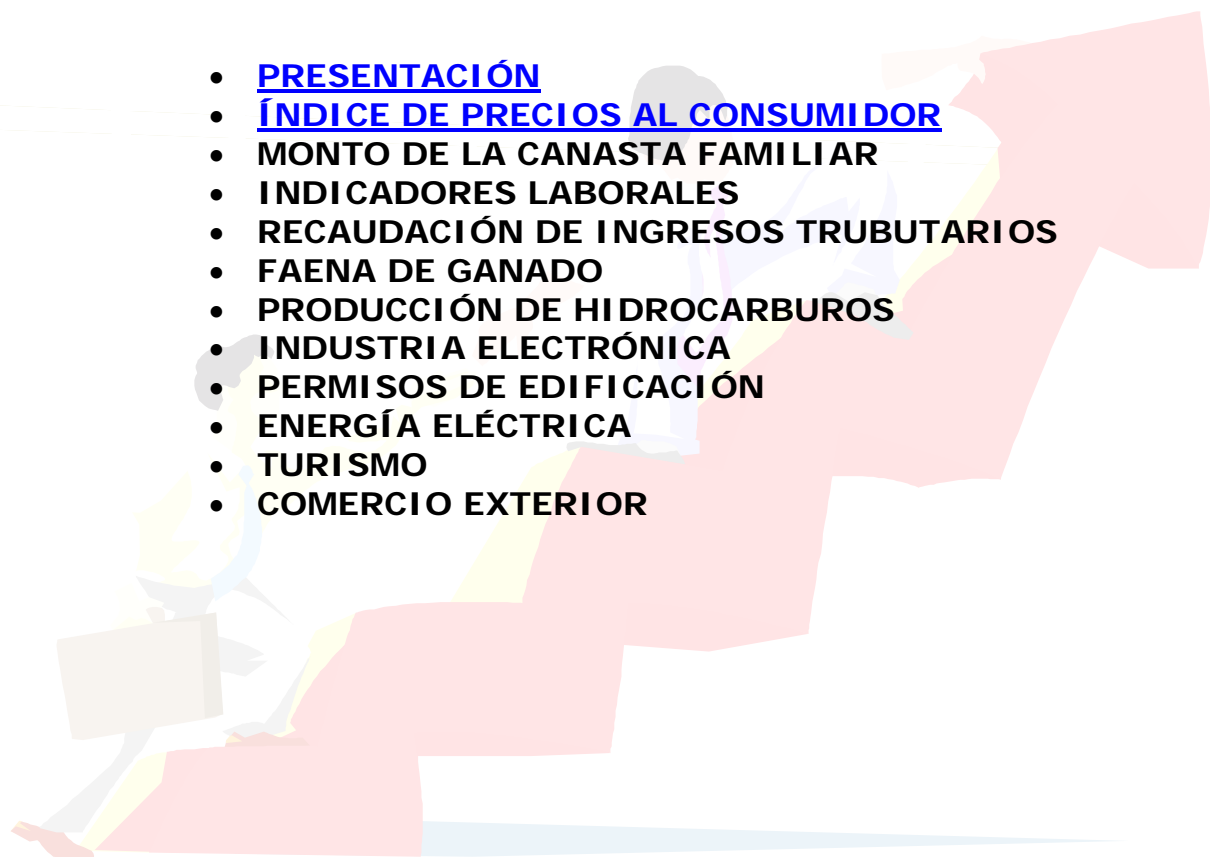 • PRESENTACIÓN
• ÍNDICE DE PRECIOS AL CONSUMIDOR
• MONTO DE LA CANASTA FAMILIAR
• INDICADORES LABORALES
• RECAUDACIÓN DE INGRESOS TRUBUTARIOS
• FAENA DE GANADO
• PRODUCCIÓN DE HIDROCARBUROS
• INDUSTRIA ELECTRÓNICA
• PERMISOS DE EDIFICACIÓN
• ENERGÍA ELÉCTRICA
• TURISMO
• COMERCIO EXTERIOR